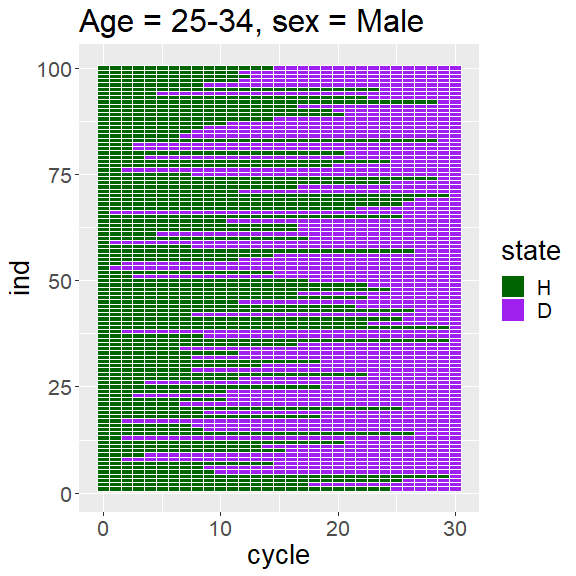 Age = 25-34, sex = Male
100
75
50
25
0
ind
0 10 20 30
cycle
state
H
D